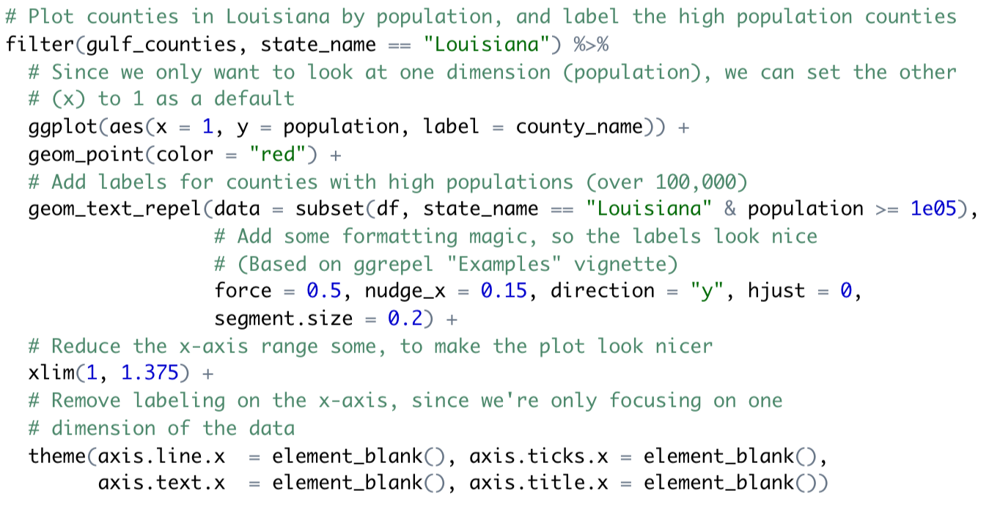 # Plot counties in Louisiana by population, and label the high population counties
filter(gulf_counties, state_name == "Louisiana") %>%
  # Since we only want to look at one dimension (population), we can set the other
  # (x) to 1 as a default
  ggplot(aes(x = 1, y = population, label = county_name)) +
  geom_point(color = "red") +
  # Add labels for counties with high populations (over 100,000)
  geom_text_repel(data = subset(df, state_name == "Louisiana" & population >= 1e05),
                  # Add some formatting magic, so the labels look nice
                  # (Based on ggrepel "Examples" vignette)
                  force = 0.5, nudge_x = 0.15, direction = "y", hjust = 0,
                  segment.size = 0.2) +
  # Reduce the x-axis range some, to make the plot look nicer
  xlim(1, 1.375) +
  # Remove labeling on the x-axis, since we're only focusing on one
  # dimension of the data
  theme(axis.line.x  = element_blank(), axis.ticks.x = element_blank(),
        axis.text.x  = element_blank(), axis.title.x = element_blank())